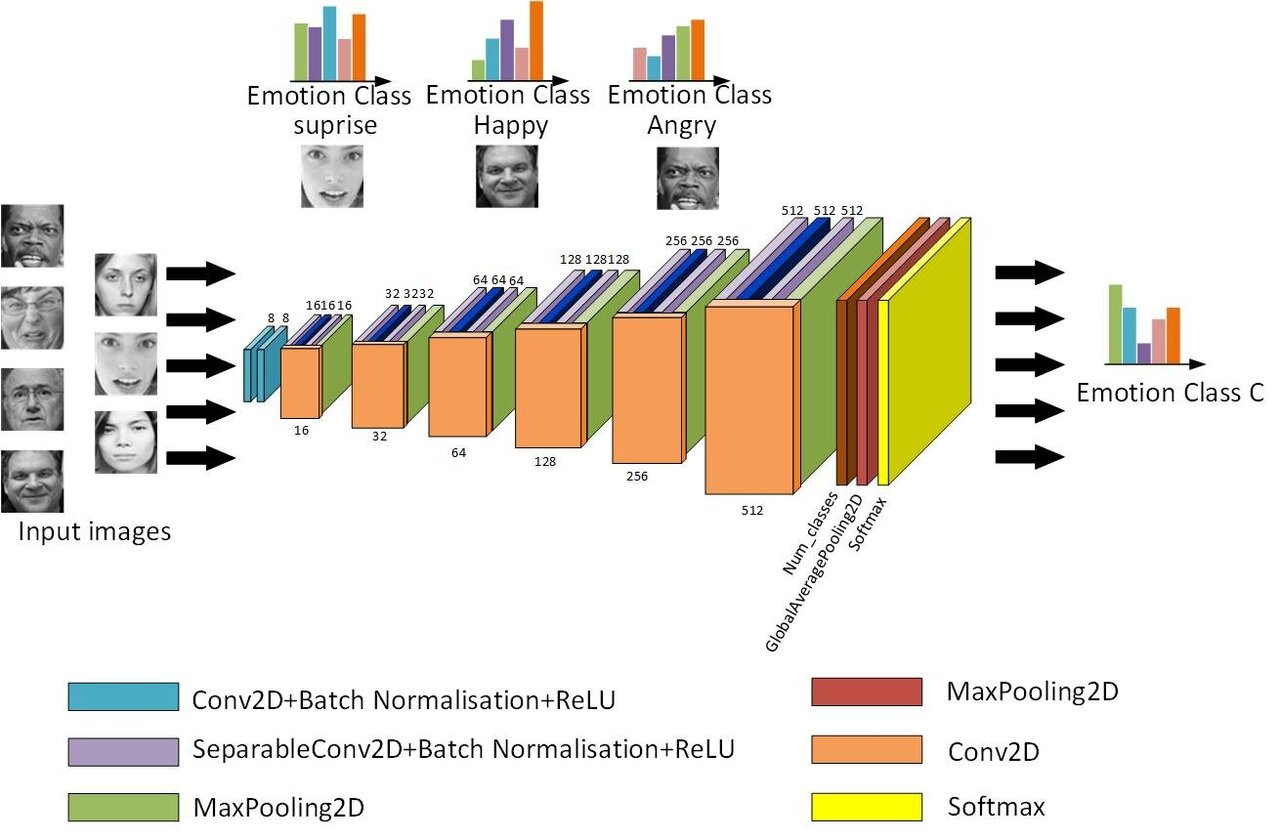 Emotion Class
suprise
Emotion Class
Happy
Emotion Class
Angry
Input images
8 8
16 16 16
16
32 32 32
32
64 64 64
64
128 128 128
128
256 256 256
256
512 512 512
512
Num_classes
GlobalAveragePooling2D
Softmax
Emotion Class C
Conv2D+Batch Normalisation+ReLU
SeparableConv2D+Batch Normalisation+ReLU
MaxPooling2D
MaxPooling2D
Conv2D
Softmax